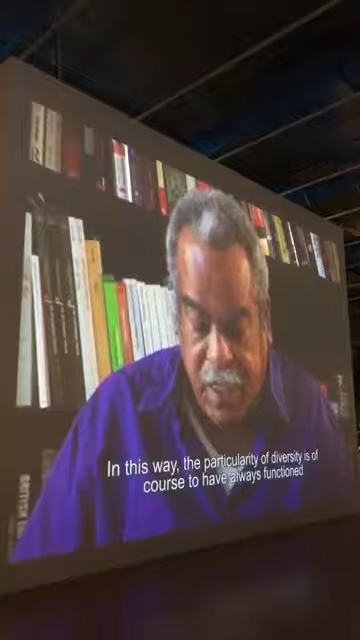 In this way, the particularity of diversity is of
course to have always functioned